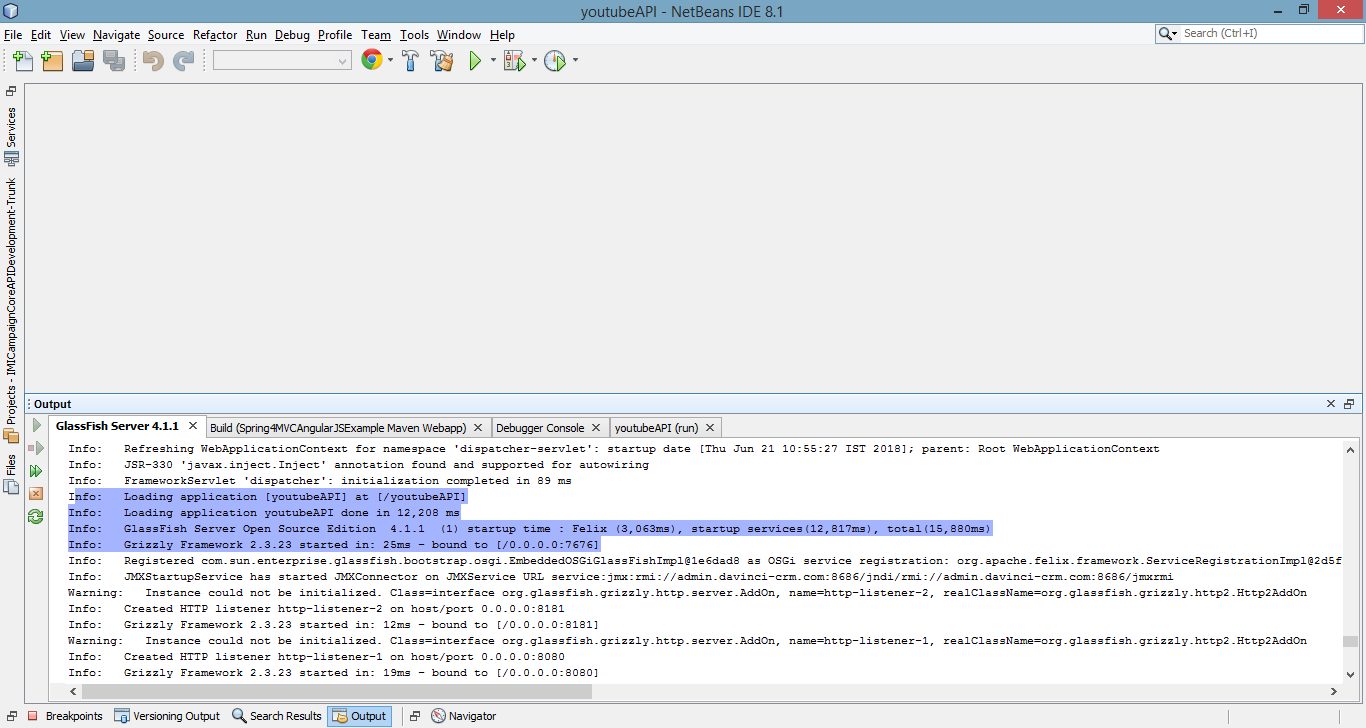 youtubeAPI - NetBeans IDE 8.1
File Edit View Navigate Source Refactor Run Debug Profile Team Tools Window Help
Search (Ctrl+I)
Services
Projects - IMICampaignCoreAPIDevelopment-Trunk
Files
Output
GlassFish Server 4.1.1 Build (Spring4MVCAngularJSExample Maven Webapp) Debugger Console youtubeAPI (run)
Info: Refreshing WebApplicationContext for namespace 'dispatcher-servlet': startup date [Thu Jun 21 10:55:27 IST 2018]; parent: Root WebApplicationContext
Info: JSR-330 'javax.inject.Inject' annotation found and supported for autowiring
Info: FrameworkServlet 'dispatcher': initialization completed in 89 ms
Info: Loading application [youtubeAPI] at [/youtubeAPI]
Info: Loading application youtubeAPI done in 12,208 ms
Info: GlassFish Server Open Source Edition 4.1.1 (1) startup time : Felix (3,063ms), startup services(12,817ms), total(15,880ms)
Info: Grizzly Framework 2.3.23 started in: 25ms - bound to [/0.0.0.0:7676]
Info: Registered com.sun.enterprise.glassfish.bootstrap.osgi.EmbeddedOSGiGlassFishImpl@1e6dad8 as OSGi service registration: org.apache.felix.framework.ServiceRegistrationImpl@2d5f
Info: JMXStartupService has started JMXConnector on JMXService URL service:jmx:rmi://admin.davinci-crm.com:8686/jndi/rmi://admin.davinci-crm.com:8686/jmxrmi
Warning: Instance could not be initialized. Class=interface org.glassfish.grizzly.http.server.AddOn, name=http-listener-2, realClassName=org.glassfish.grizzly.http2.Http2AddOn
Info: Created HTTP listener http-listener-2 on host/port 0.0.0.0:8181
Info: Grizzly Framework 2.3.23 started in: 12ms - bound to [/0.0.0.0:8181]
Warning: Instance could not be initialized. Class=interface org.glassfish.grizzly.http.server.AddOn, name=http-listener-1, realClassName=org.glassfish.grizzly.http2.Http2AddOn
Info: Created HTTP listener http-listener-1 on host/port 0.0.0.0:8080
Info: Grizzly Framework 2.3.23 started in: 19ms - bound to [/0.0.0.0:8080]
Breakpoints Versioning Output Search Results Output Navigator